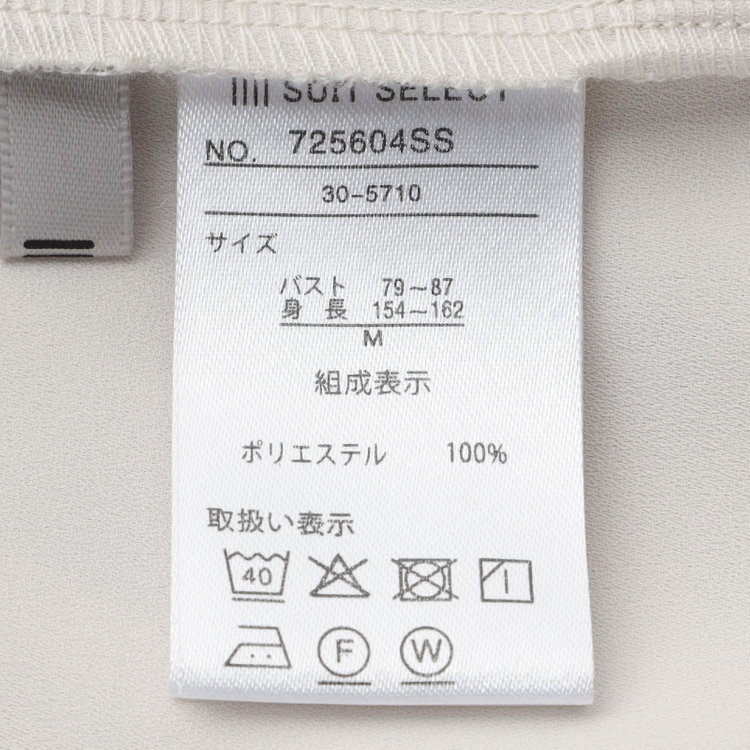 SUIT SELECT
NO. 725604SS
30-5710
サイズ
バスト 79~87
身長 154~162
M
組成表示
ポリエステル 100%
取扱い表示
40
F W